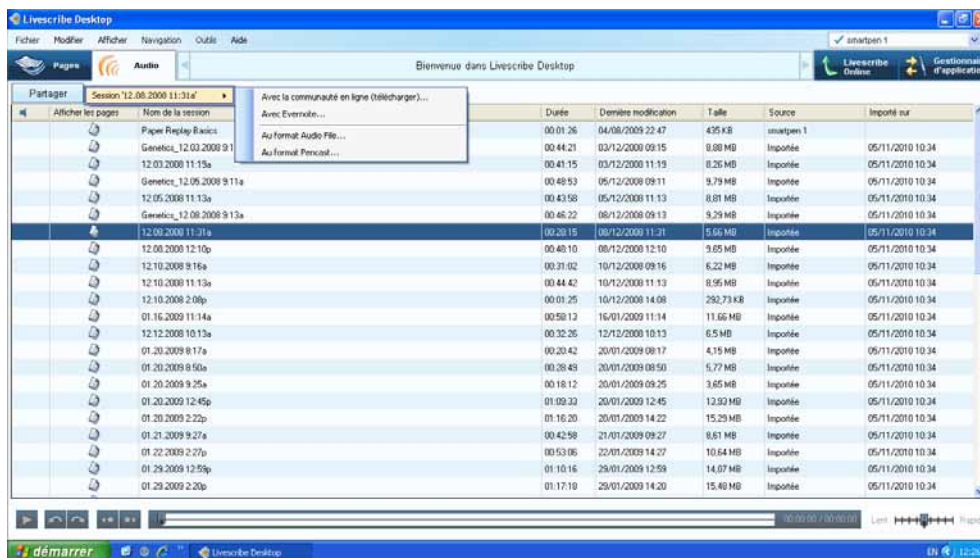 Livescribe Desktop
Fichier Modifier Afficher Navigation Outils Aide smartpen 1
Pages Audio Bienvenue dans Livescribe Desktop Livescribe Online Gestionnai d'applicatio
Partager Session '12.08.2008 11:31a' Avec la communauté en ligne (télécharger)...
Avec Evernote...
Au format Audio File...
Au format Pencast...
Afficher les pages Nom de la session Durée Dernière modification Taille Source Importé sur
Paper Replay Basics 00:01:26 04/08/2009 22:47 435 KB smartpen 1
Genetics_12.03.2008 9:1 00:44:21 03/12/2008 09:15 8,88 MB Importée 05/11/2010 10:34
12.03.2008 11:19a 00:41:15 03/12/2008 11:19 8,26 MB Importée 05/11/2010 10:34
Genetics_12.05.2008 9:11a 00:48:53 05/12/2008 09:11 9,79 MB Importée 05/11/2010 10:34
12.05.2008 11:13a 00:43:58 05/12/2008 11:13 8,81 MB Importée 05/11/2010 10:34
Genetics_12.08.2008 9:13a 00:46:22 08/12/2008 09:13 9,29 MB Importée 05/11/2010 10:34
12.08.2008 11:31a 00:28:15 08/12/2008 11:31 5,66 MB Importée 05/11/2010 10:34
12.08.2008 12:10p 00:48:10 08/12/2008 12:10 9,65 MB Importée 05/11/2010 10:34
12.10.2008 9:16a 00:31:02 10/12/2008 09:16 6,22 MB Importée 05/11/2010 10:34
12.10.2008 11:13a 00:44:42 10/12/2008 11:13 8,95 MB Importée 05/11/2010 10:34
12.10.2008 2:08p 00:01:25 10/12/2008 14:08 292,73 KB Importée 05/11/2010 10:34
01.16.2009 11:14a 00:58:13 16/01/2009 11:14 11,66 MB Importée 05/11/2010 10:34
12.12.2008 10:13a 00:32:26 12/12/2008 10:13 6,5 MB Importée 05/11/2010 10:34
01.20.2009 8:17a 00:20:42 20/01/2009 08:17 4,15 MB Importée 05/11/2010 10:34
01.20.2009 8:50a 00:28:49 20/01/2009 08:50 5,77 MB Importée 05/11/2010 10:34
01.20.2009 9:25a 00:18:12 20/01/2009 09:25 3,65 MB Importée 05/11/2010 10:34
01.20.2009 12:45p 01:09:33 20/01/2009 12:45 13,93 MB Importée 05/11/2010 10:34
01.20.2009 2:22p 01:16:20 20/01/2009 14:22 15,29 MB Importée 05/11/2010 10:34
01.21.2009 9:27a 00:42:58 21/01/2009 09:27 8,61 MB Importée 05/11/2010 10:34
01.22.2009 2:27p 00:53:06 22/01/2009 14:27 10,64 MB Importée 05/11/2010 10:34
01.29.2009 12:59p 01:10:16 29/01/2009 12:59 14,07 MB Importée 05/11/2010 10:34
01.29.2009 2:20p 01:17:18 29/01/2009 14:20 15,48 MB Importée 05/11/2010 10:34
00:00:00 / 00:00:00 Lent Rapid
démarrer Livescribe Desktop EN